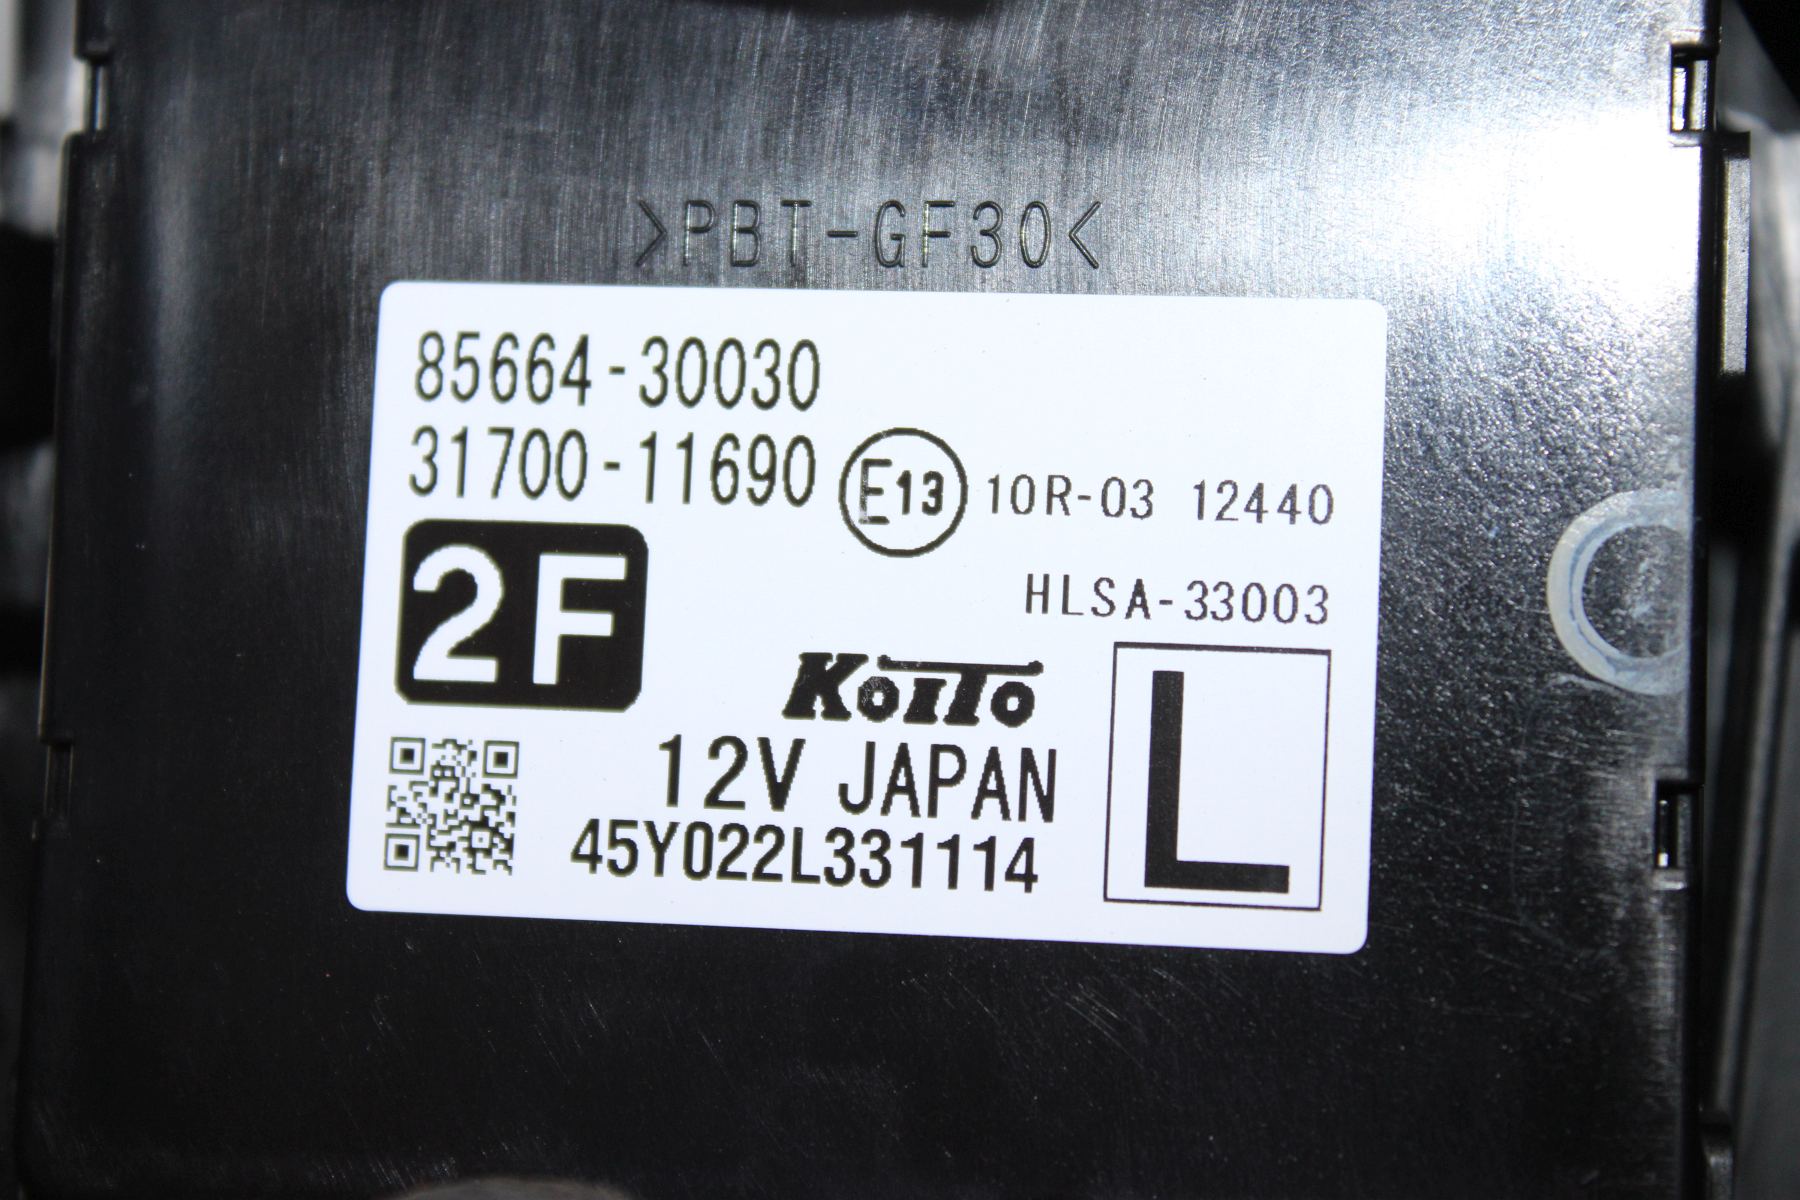 >PBT-GF30<
85664-30030
31700-11690 E13 10R-03 12440
2F
HLSA-33003
KOITO
L
12V JAPAN
45Y022L331114